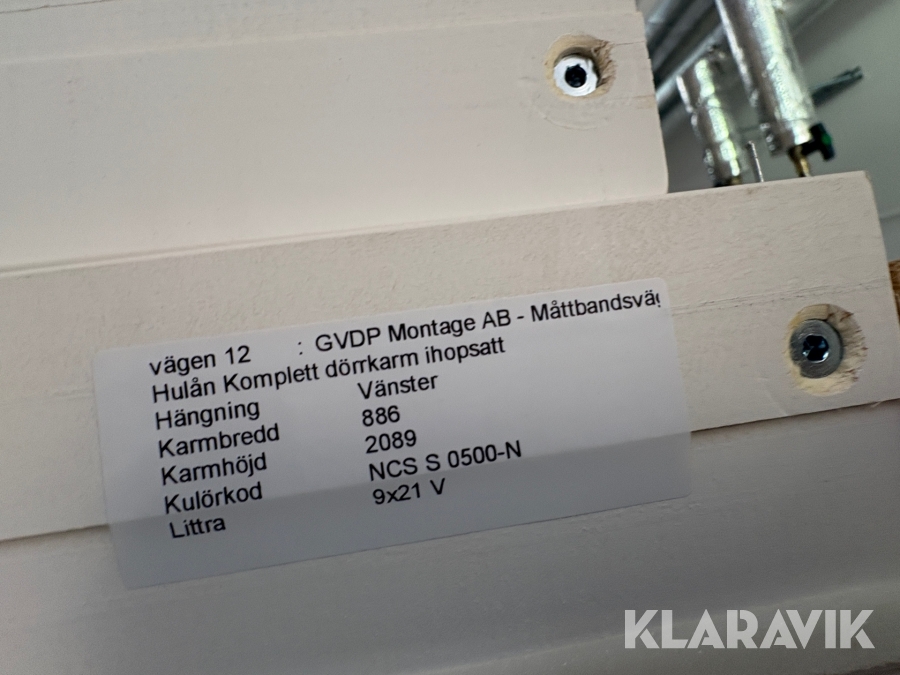 vägen 12 : GVDP Montage AB - Måttbandsväg
Hulån Komplett dörrkarm ihopsatt
Hängning Vänster
Karmbredd 886
Karmhöjd 2089
Kulörkod NCS S 0500-N
Littra 9x21 V
KLARAVIK